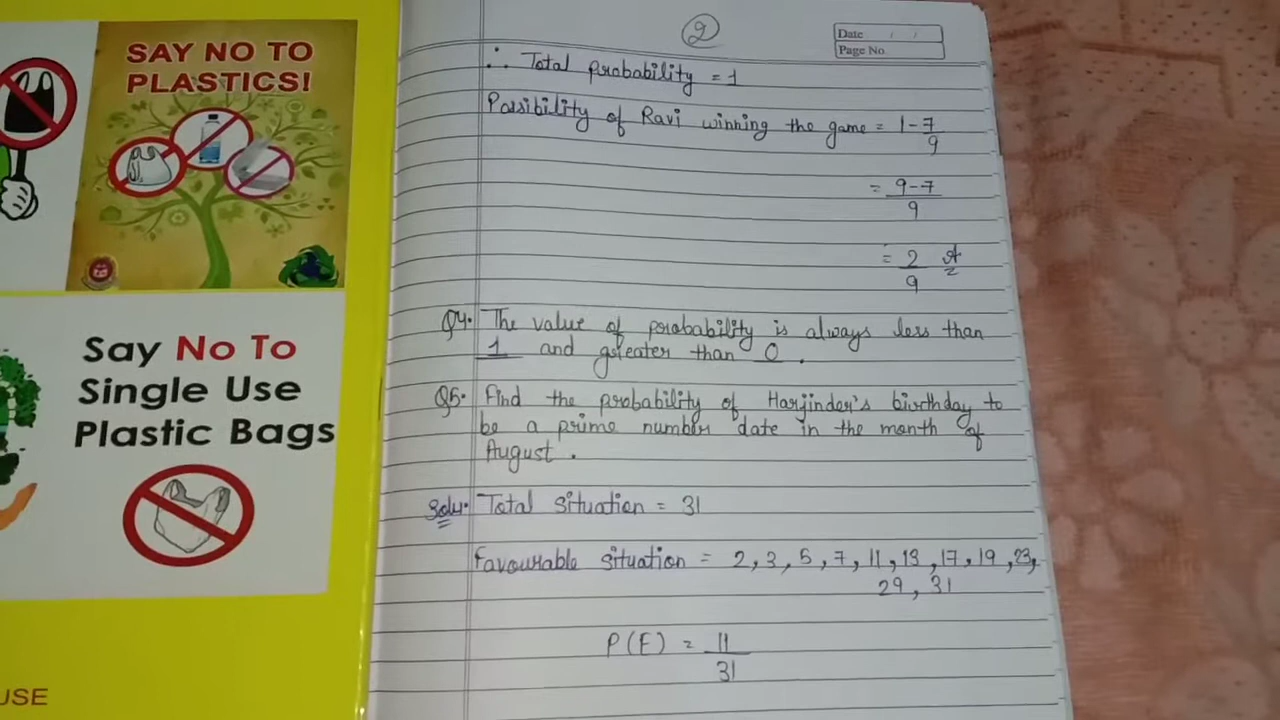 SAY NO TO
PLASTICS!
Say No To
Single Use
Plastic Bags
USE
2
Date / /
Page No.
∴ Total probability = 1
Possibility of Ravi winning the game = 1 - 7/9
= 9-7/9
= 2/9
Q4. The value of probability is always less than
1 and greater than 0.
Q5. Find the probability of Harjinder's birthday to
be a prime number date in the month of
August.
Soln. Total situation = 31
Favourable situation = 2, 3, 5, 7, 11, 13, 17, 19, 23,
29, 31
P(E) = 11/31